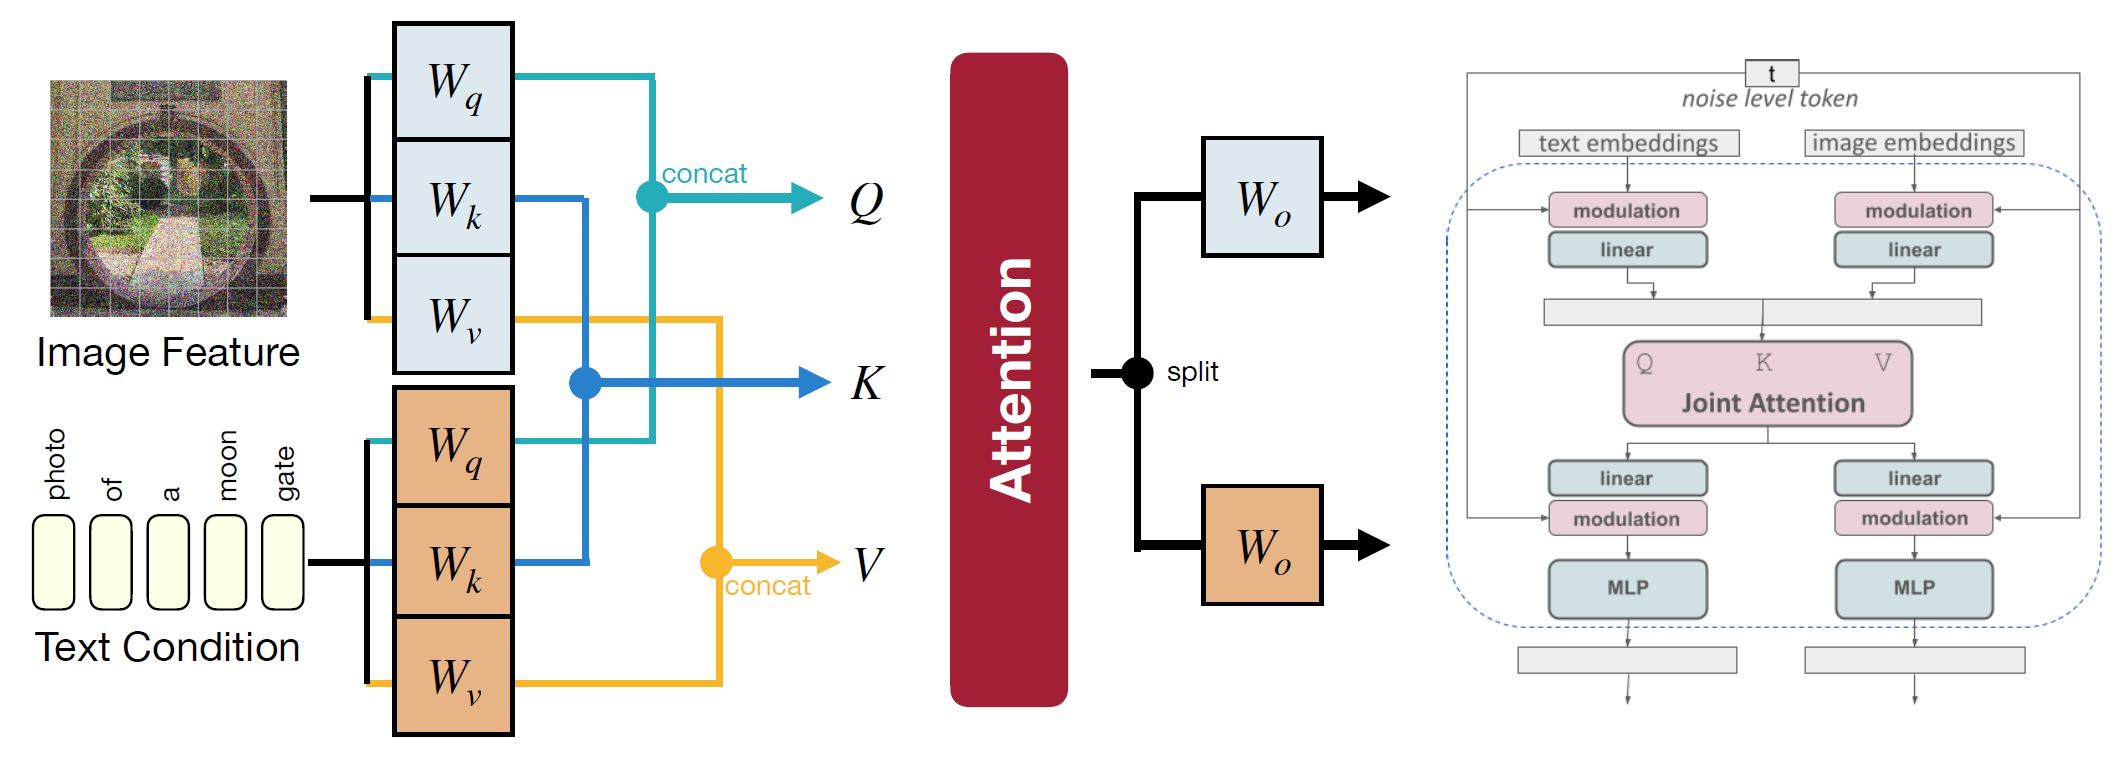 Image Feature
photo
of
a
moon
gate
Text Condition
W_q
W_k
W_v
W_q
W_k
W_v
concat
Q
K
concat
V
Attention
split
W_o
W_o
t
noise level token
text embeddings
image embeddings
modulation
modulation
linear
linear
Q K V
Joint Attention
linear
linear
modulation
modulation
MLP
MLP